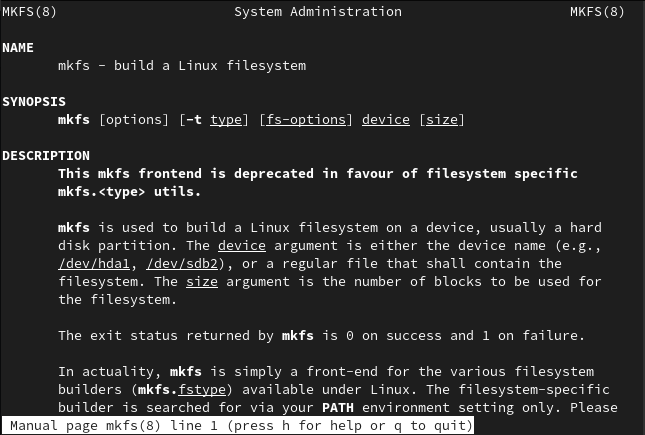 MKFS(8) System Administration MKFS(8)
NAME
mkfs - build a Linux filesystem
SYNOPSIS
mkfs [options] [-t type] [fs-options] device [size]
DESCRIPTION
This mkfs frontend is deprecated in favour of filesystem specific
mkfs.<type> utils.
mkfs is used to build a Linux filesystem on a device, usually a hard
disk partition. The device argument is either the device name (e.g.,
/dev/hda1, /dev/sdb2), or a regular file that shall contain the
filesystem. The size argument is the number of blocks to be used for
the filesystem.
The exit status returned by mkfs is 0 on success and 1 on failure.
In actuality, mkfs is simply a front-end for the various filesystem
builders (mkfs.fstype) available under Linux. The filesystem-specific
builder is searched for via your PATH environment setting only. Please
Manual page mkfs(8) line 1 (press h for help or q to quit)